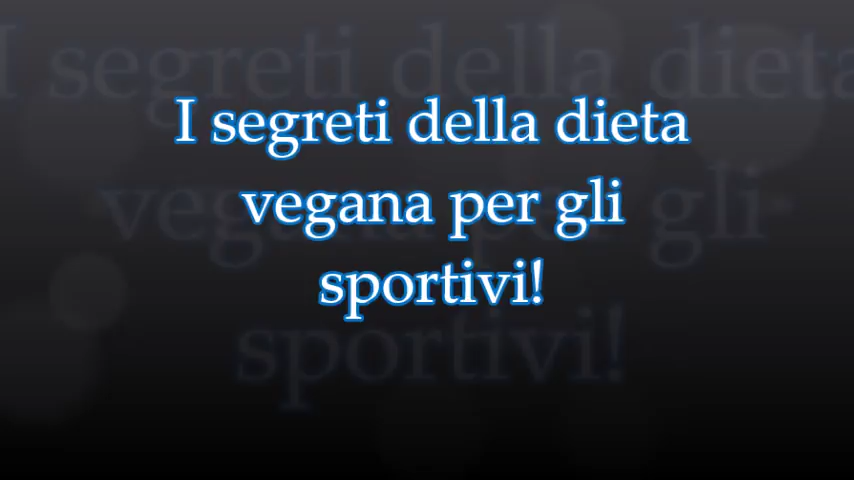 I segreti della dieta
vegana per gli
sportivi!